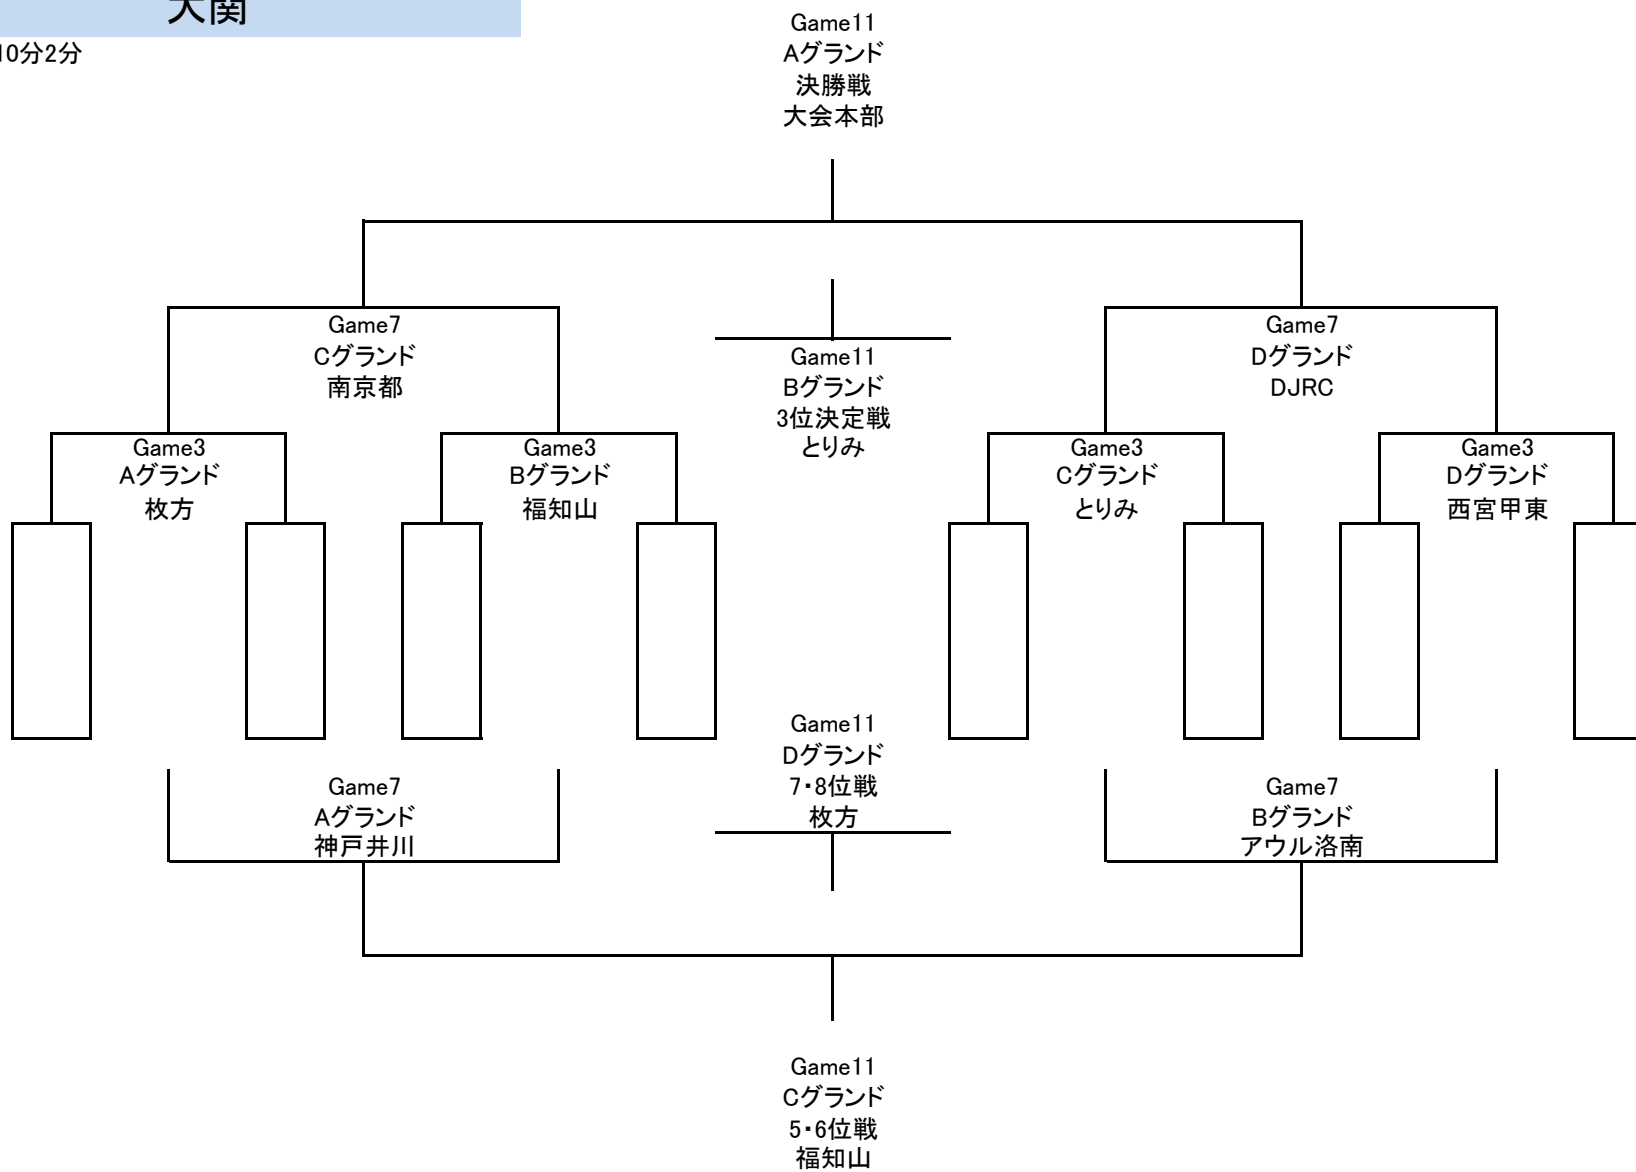 大関
10分2分
Game11
Aグランド
決勝戦
大会本部
Game7
Cグランド
南京都
Game11
Bグランド
3位決定戦
とりみ
Game7
Dグランド
DJRC
Game3
Aグランド
枚方
Game3
Bグランド
福知山
Game3
Cグランド
とりみ
Game3
Dグランド
西宮甲東
Game11
Dグランド
7・8位戦
枚方
Game7
Aグランド
神戸井川
Game7
Bグランド
アウル洛南
Game11
Cグランド
5・6位戦
福知山